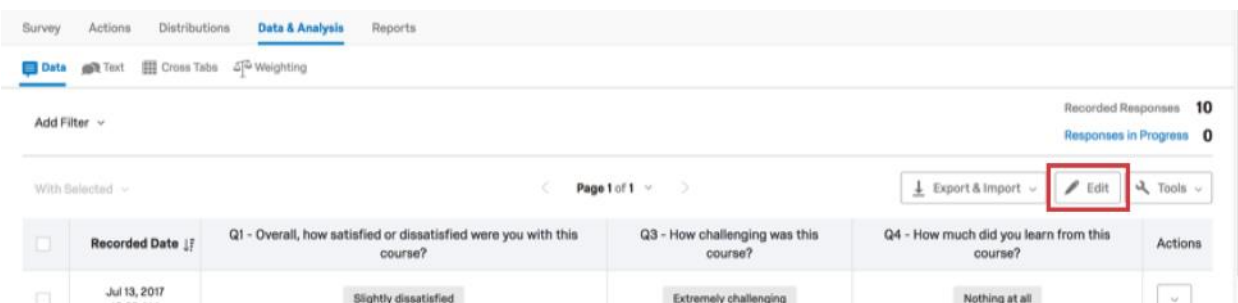 Survey Actions Distributions Data & Analysis Reports
Data Text Cross Tabs Weighting
Recorded Responses 10
Add Filter
Responses in Progress 0
With Selected Page 1 of 1 Export & Import Edit Tools
Recorded Date Q1 - Overall, how satisfied or dissatisfied were you with this course? Q3 - How challenging was this course? Q4 - How much did you learn from this course? Actions
Jul 13, 2017
Slightly dissatisfied Extremely challenging Nothing at all